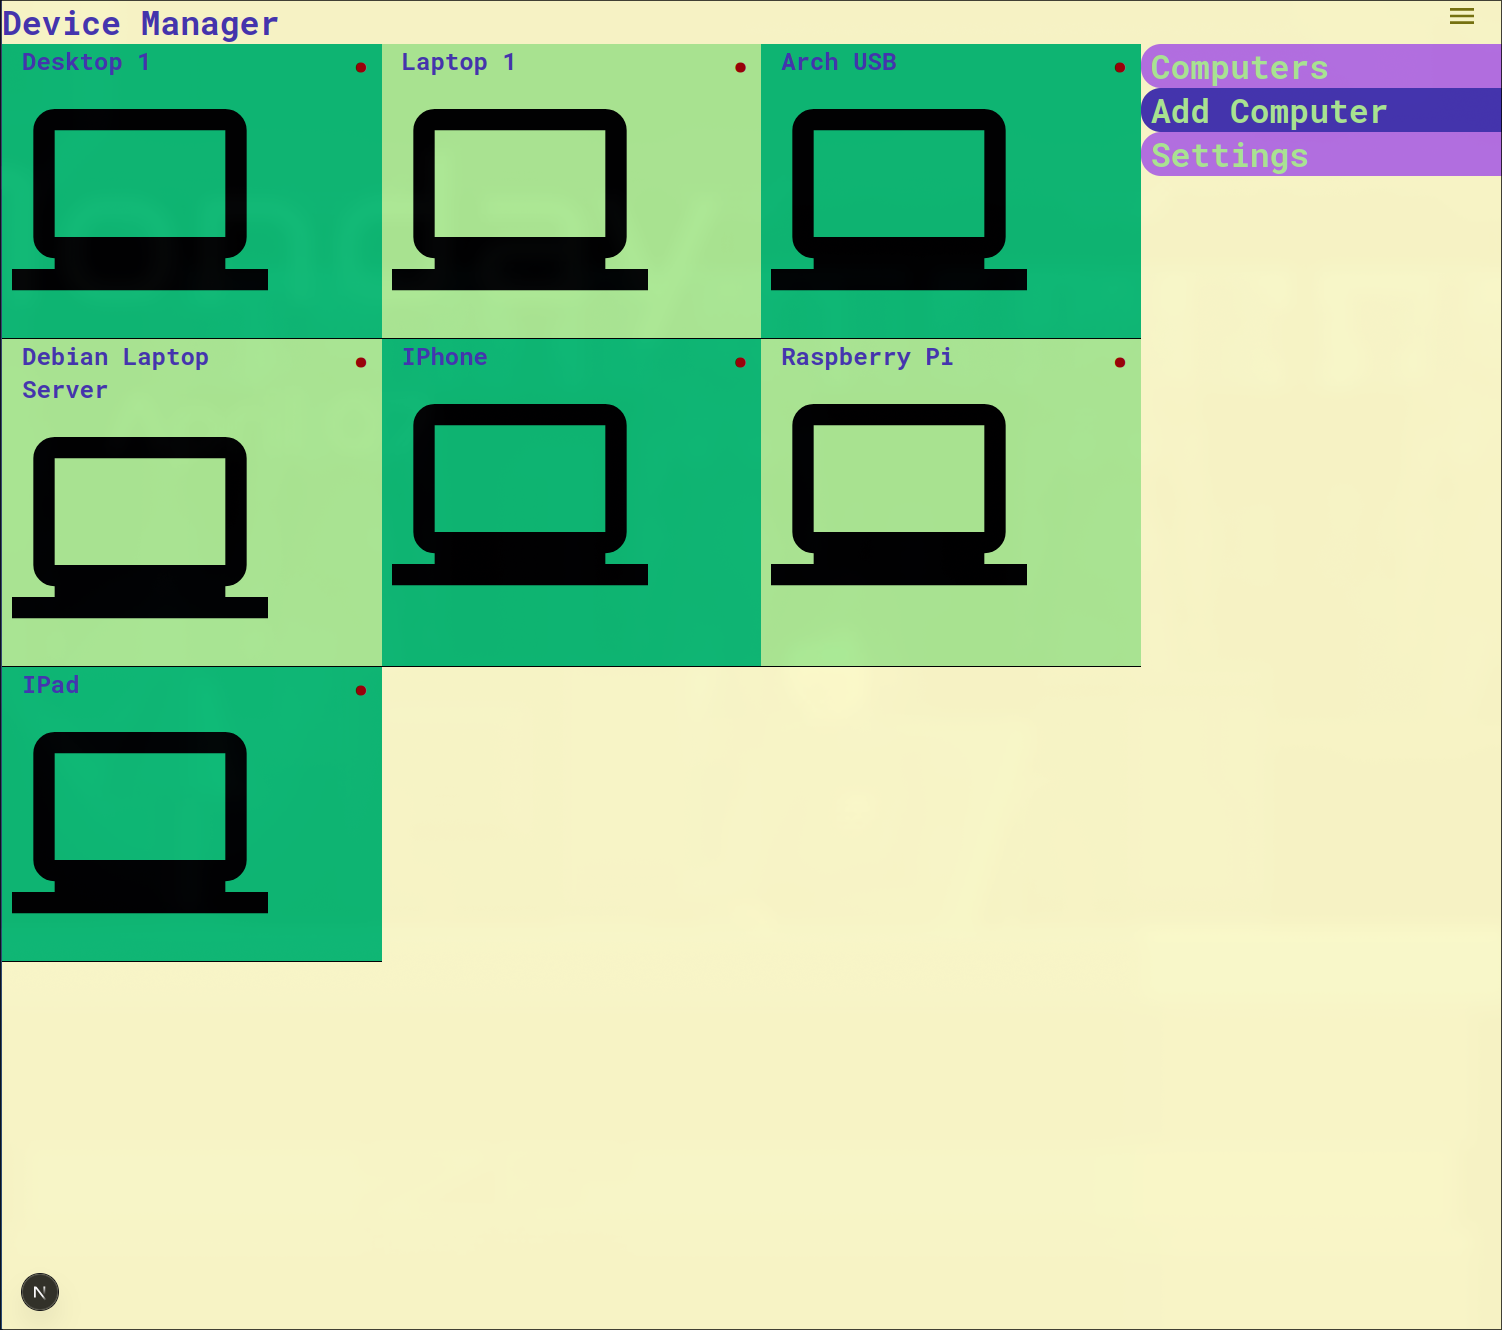 Device Manager
Desktop 1
Laptop 1
Arch USB
Computers
Add Computer
Settings
Debian Laptop
Server
IPhone
Raspberry Pi
IPad
N